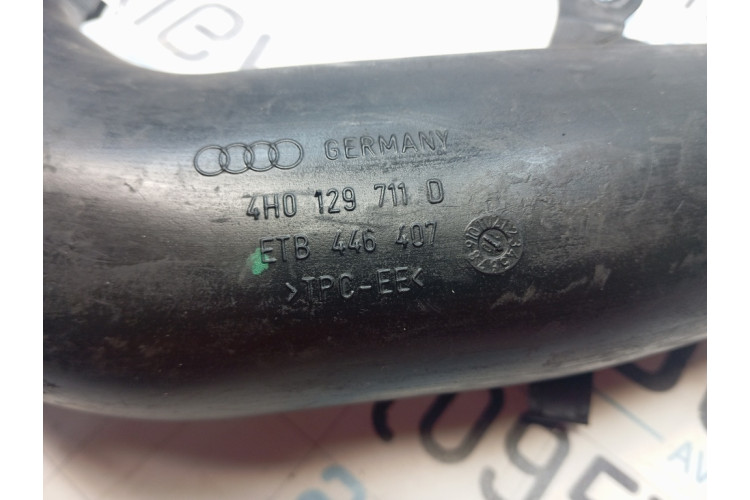 GERMANY
4H0 129 711 D
ETB 446 407
>TPC-EE<